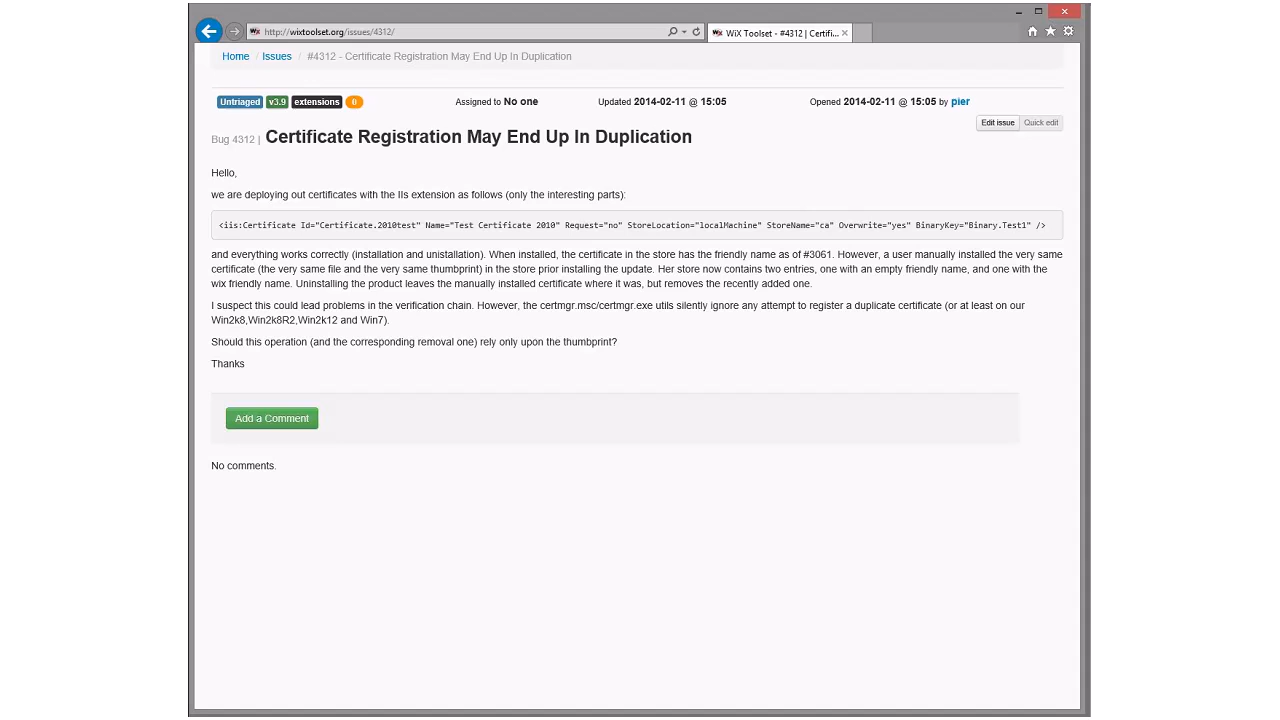 http://wixtoolset.org/issues/4312/
WiX Toolset - #4312 | Certifi...
Home / Issues / #4312 - Certificate Registration May End Up In Duplication
Untriaged v3.9 extensions 0 Assigned to No one Updated 2014-02-11 @ 15:05 Opened 2014-02-11 @ 15:05 by pier
Edit issue Quick edit
Bug 4312 | Certificate Registration May End Up In Duplication
Hello,
we are deploying out certificates with the IIs extension as follows (only the interesting parts):
<iis:Certificate Id="Certificate.2010test" Name="Test Certificate 2010" Request="no" StoreLocation="localMachine" StoreName="ca" Overwrite="yes" BinaryKey="Binary.Test1" />
and everything works correctly (installation and unistallation). When installed, the certificate in the store has the friendly name as of #3061. However, a user manually installed the very same
certificate (the very same file and the very same thumbprint) in the store prior installing the update. Her store now contains two entries, one with an empty friendly name, and one with the
wix friendly name. Uninstalling the product leaves the manually installed certificate where it was, but removes the recently added one.
I suspect this could lead problems in the verification chain. However, the certmgr.msc/certmgr.exe utils silently ignore any attempt to register a duplicate certificate (or at least on our
Win2k8,Win2k8R2,Win2k12 and Win7).
Should this operation (and the corresponding removal one) rely only upon the thumbprint?
Thanks
Add a Comment
No comments.